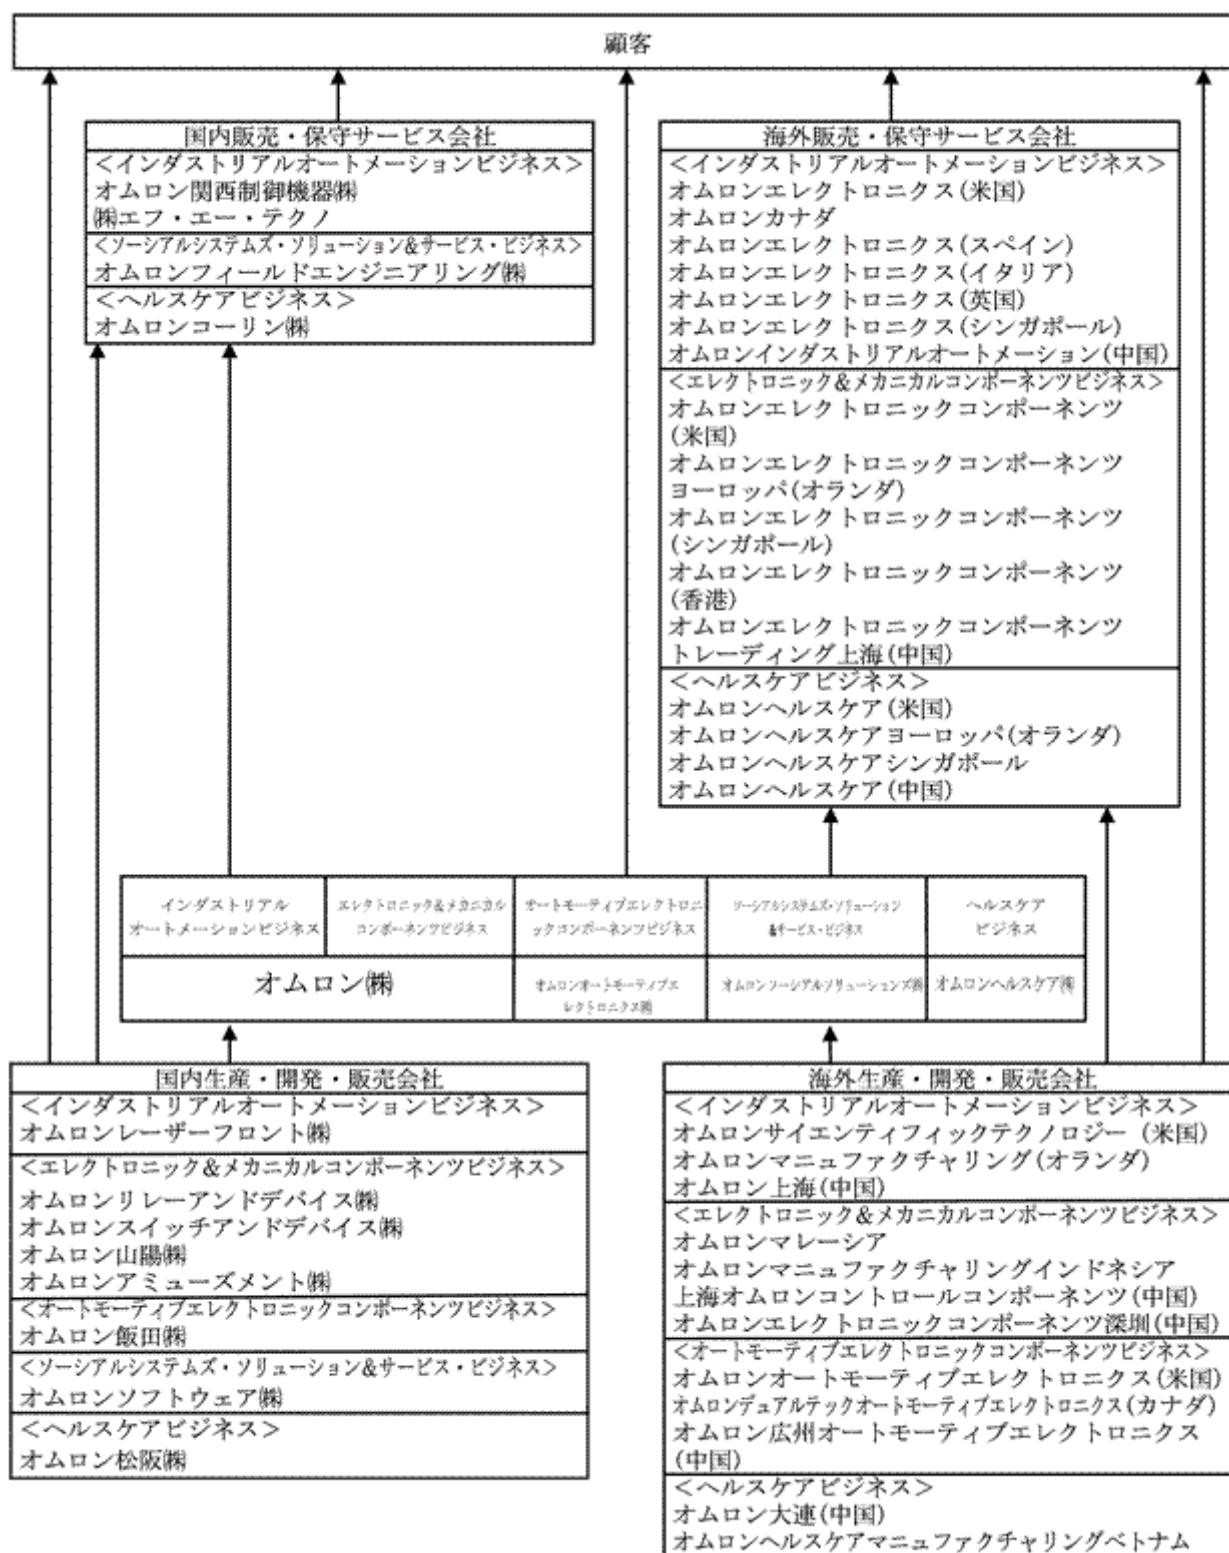 顧客
国内販売・保守サービス会社
<インダストリアルオートメーションビジネス>
オムロン関西制御機器㈱
㈱エフ・エー・テクノ
<ソーシアルシステムズ・ソリューション&サービス・ビジネス>
オムロンフィールドエンジニアリング㈱
<ヘルスケアビジネス>
オムロンコーリン㈱
海外販売・保守サービス会社
<インダストリアルオートメーションビジネス>
オムロンエレクトロニクス(米国)
オムロンカナダ
オムロンエレクトロニクス(スペイン)
オムロンエレクトロニクス(イタリア)
オムロンエレクトロニクス(英国)
オムロンエレクトロニクス(シンガポール)
オムロンインダストリアルオートメーション(中国)
<エレクトロニック&メカニカルコンポーネンツビジネス>
オムロンエレクトロニックコンポーネンツ
(米国)
オムロンエレクトロニックコンポーネンツ
ヨーロッパ(オランダ)
オムロンエレクトロニックコンポーネンツ
(シンガポール)
オムロンエレクトロニックコンポーネンツ
(香港)
オムロンエレクトロニックコンポーネンツ
トレーディング上海(中国)
<ヘルスケアビジネス>
オムロンヘルスケア(米国)
オムロンヘルスケアヨーロッパ(オランダ)
オムロンヘルスケアシンガポール
オムロンヘルスケア(中国)
インダストリアル
オートメーションビジネス
エレクトロニック&メカニカル
コンポーネンツビジネス
オートモーティブエレクトロニ
ックコンポーネンツビジネス
ソーシアルシステムズ・ソリューション
&サービス・ビジネス
ヘルスケア
ビジネス
オムロン㈱
オムロンオートモーティブエ
レクトロニクス㈱
オムロンソーシアルソリューションズ㈱
オムロンヘルスケア㈱
国内生産・開発・販売会社
<インダストリアルオートメーションビジネス>
オムロンレーザーフロント㈱
<エレクトロニック&メカニカルコンポーネンツビジネス>
オムロンリレーアンドデバイス㈱
オムロンスイッチアンドデバイス㈱
オムロン山陽㈱
オムロンアミューズメント㈱
<オートモーティブエレクトロニックコンポーネンツビジネス>
オムロン飯田㈱
<ソーシアルシステムズ・ソリューション&サービス・ビジネス>
オムロンソフトウェア㈱
<ヘルスケアビジネス>
オムロン松阪㈱
海外生産・開発・販売会社
<インダストリアルオートメーションビジネス>
オムロンサイエンティフィックテクノロジー (米国)
オムロンマニュファクチャリング(オランダ)
オムロン上海(中国)
<エレクトロニック&メカニカルコンポーネンツビジネス>
オムロンマレーシア
オムロンマニュファクチャリングインドネシア
上海オムロンコントロールコンポーネンツ(中国)
オムロンエレクトロニックコンポーネンツ深圳(中国)
<オートモーティブエレクトロニックコンポーネンツビジネス>
オムロンオートモーティブエレクトロニクス(米国)
オムロンデュアルテックオートモーティブエレクトロニクス(カナダ)
オムロン広州オートモーティブエレクトロニクス
(中国)
<ヘルスケアビジネス>
オムロン大連(中国)
オムロンヘルスケアマニュファクチャリングベトナム